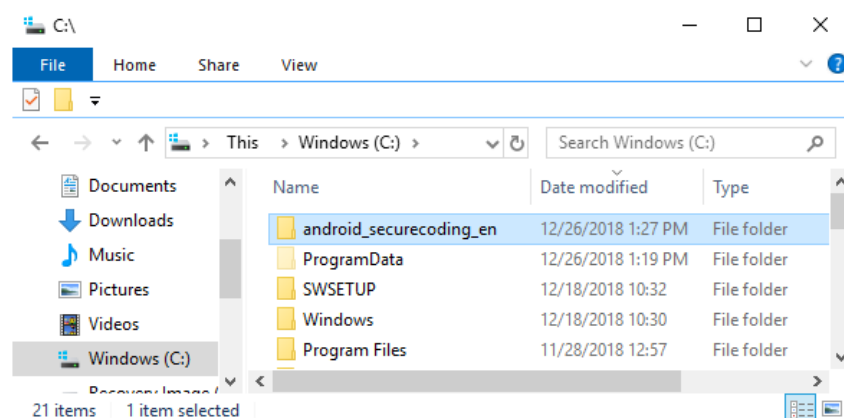 C:\
File Home Share View
This > Windows (C:) > Search Windows (C:)
Name Date modified Type
Documents
Downloads
Music
Pictures
Videos
Windows (C:)
android_securecoding_en 12/26/2018 1:27 PM File folder
ProgramData 12/26/2018 1:19 PM File folder
SWSETUP 12/18/2018 10:32 File folder
Windows 12/18/2018 10:30 File folder
Program Files 11/28/2018 12:57 File folder
Recovery Image (
21 items 1 item selected